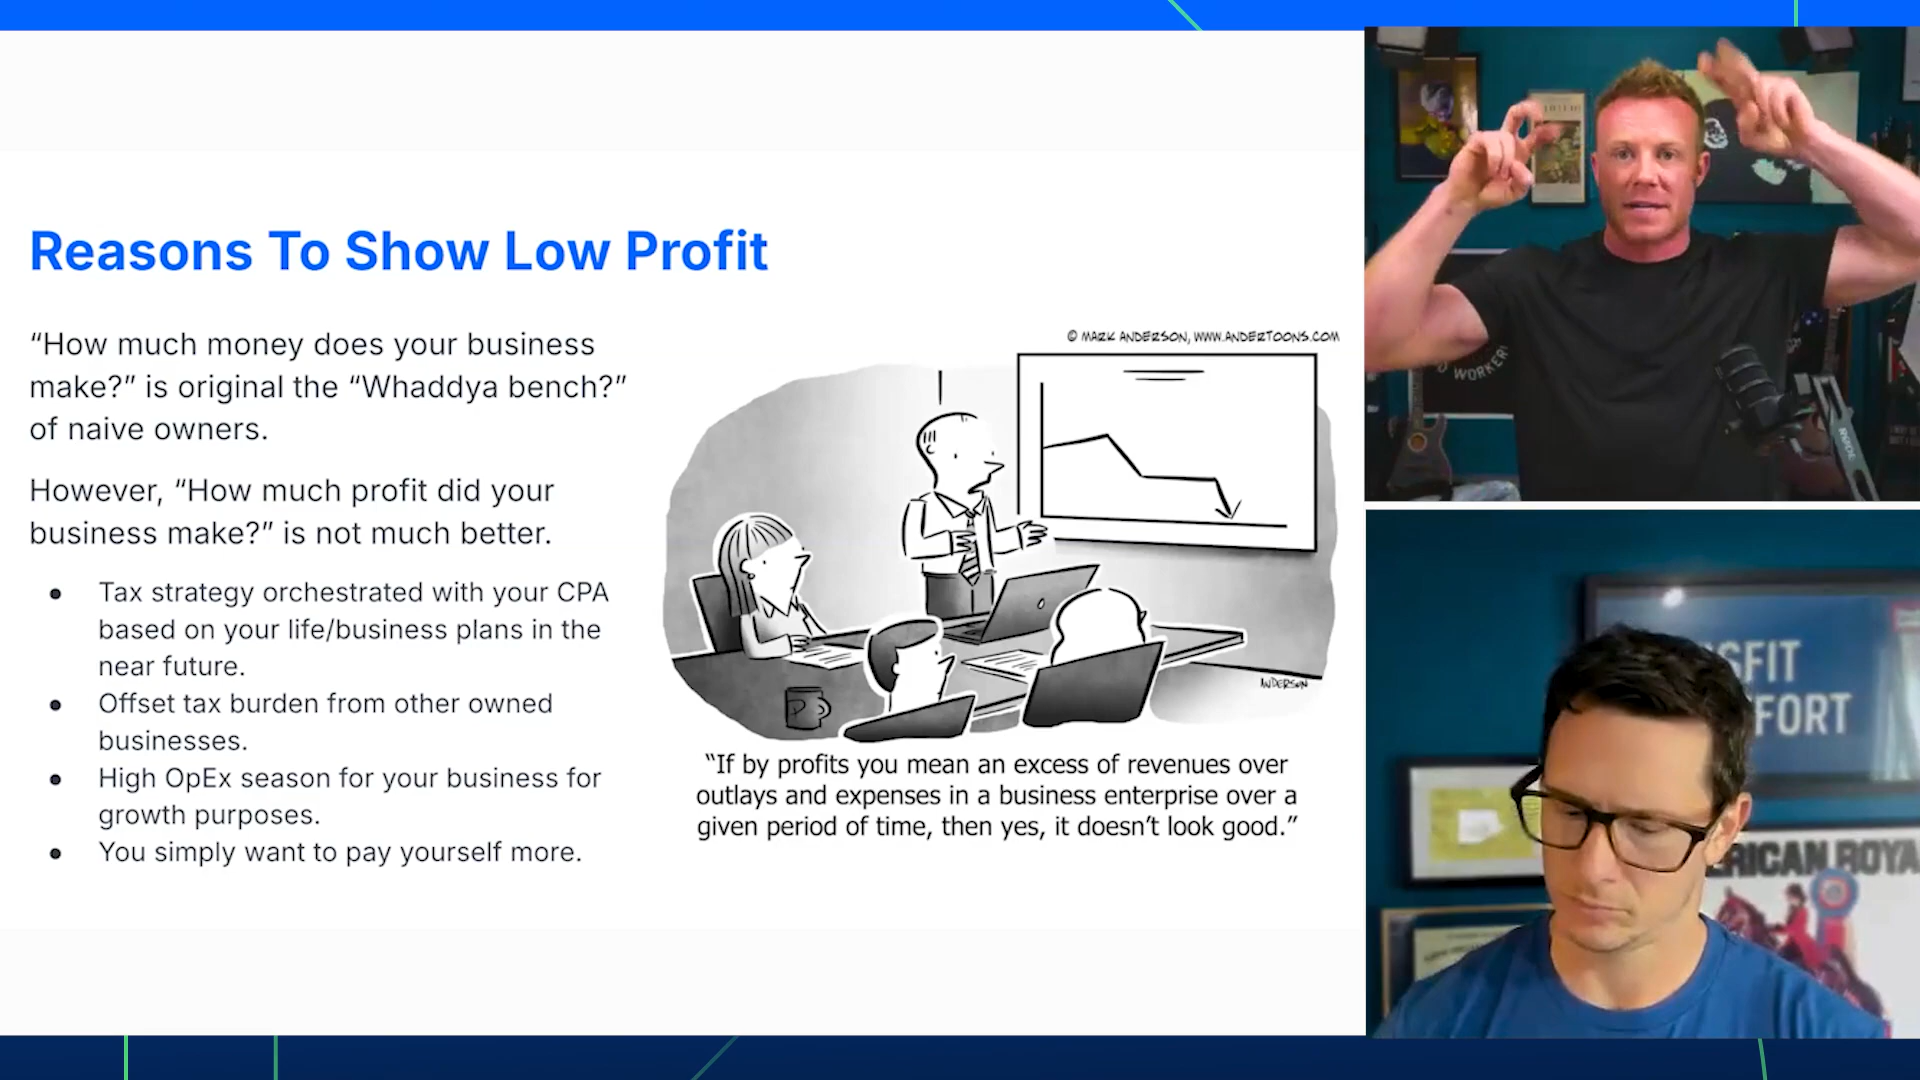 Reasons To Show Low Profit
“How much money does your business
make?” is original the “Whaddya bench?”
of naive owners.
However, “How much profit did your
business make?” is not much better.
● Tax strategy orchestrated with your CPA
based on your life/business plans in the
near future.
● Offset tax burden from other owned
businesses.
● High OpEx season for your business for
growth purposes.
● You simply want to pay yourself more.
© MARK ANDERSON, WWW.ANDERTOONS.COM
ANDERSON
“If by profits you mean an excess of revenues over
outlays and expenses in a business enterprise over a
given period of time, then yes, it doesn’t look good.”
WORKER
RODE
SFIT
FORT
ERICAN ROYA